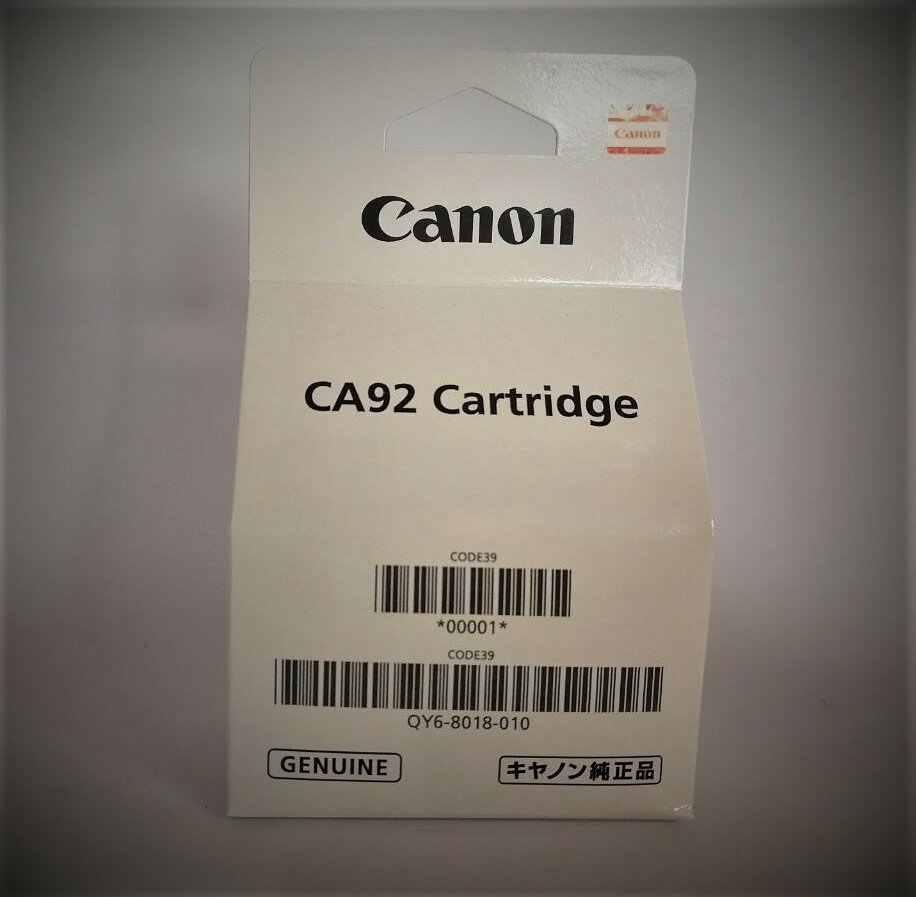 Canon
Canon
CA92 Cartridge
CODE39
*00001*
CODE39
QY6-8018-010
GENUINE
キヤノン純正品